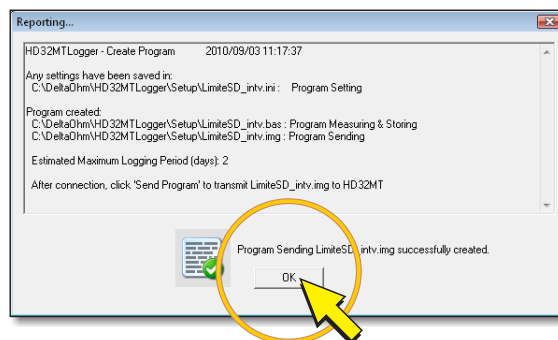 Reporting...
HD32MTLogger - Create Program 2010/09/03 11:17:37
Any settings have been saved in:
C:\DeltaOhm\HD32MTLogger\Setup\LimiteSD_intv.ini : Program Setting
Program created:
C:\DeltaOhm\HD32MTLogger\Setup\LimiteSD_intv.bas : Program Measuring & Storing
C:\DeltaOhm\HD32MTLogger\Setup\LimiteSD_intv.img : Program Sending
Estimated Maximum Logging Period (days): 2
After connection, click 'Send Program' to transmit LimiteSD_intv.img to HD32MT
Program Sending LimiteSD_intv.img successfully created.
OK